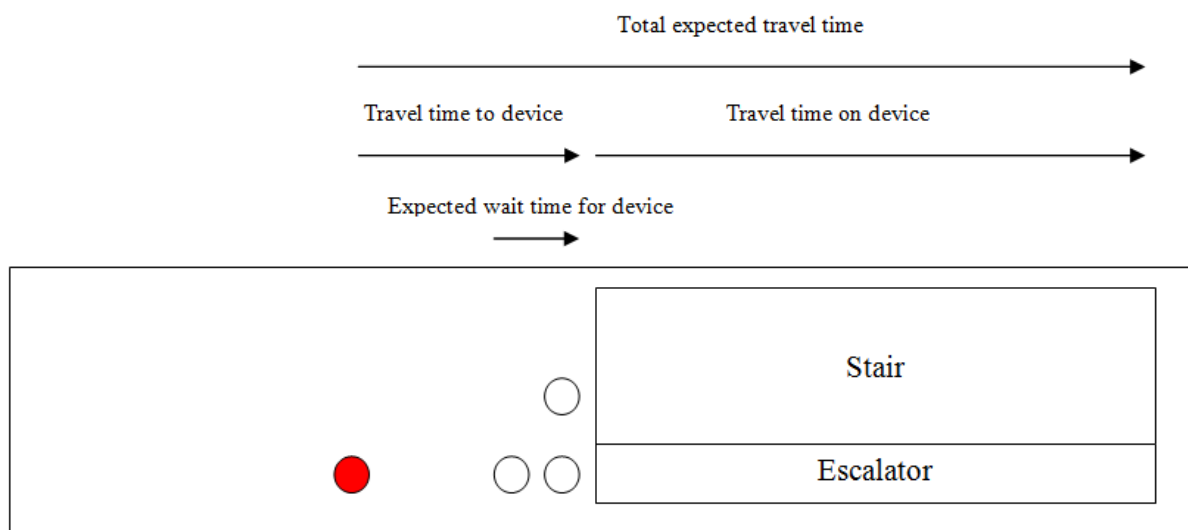 Total expected travel time
Travel time to device
Travel time on device
Expected wait time for device
Stair
Escalator